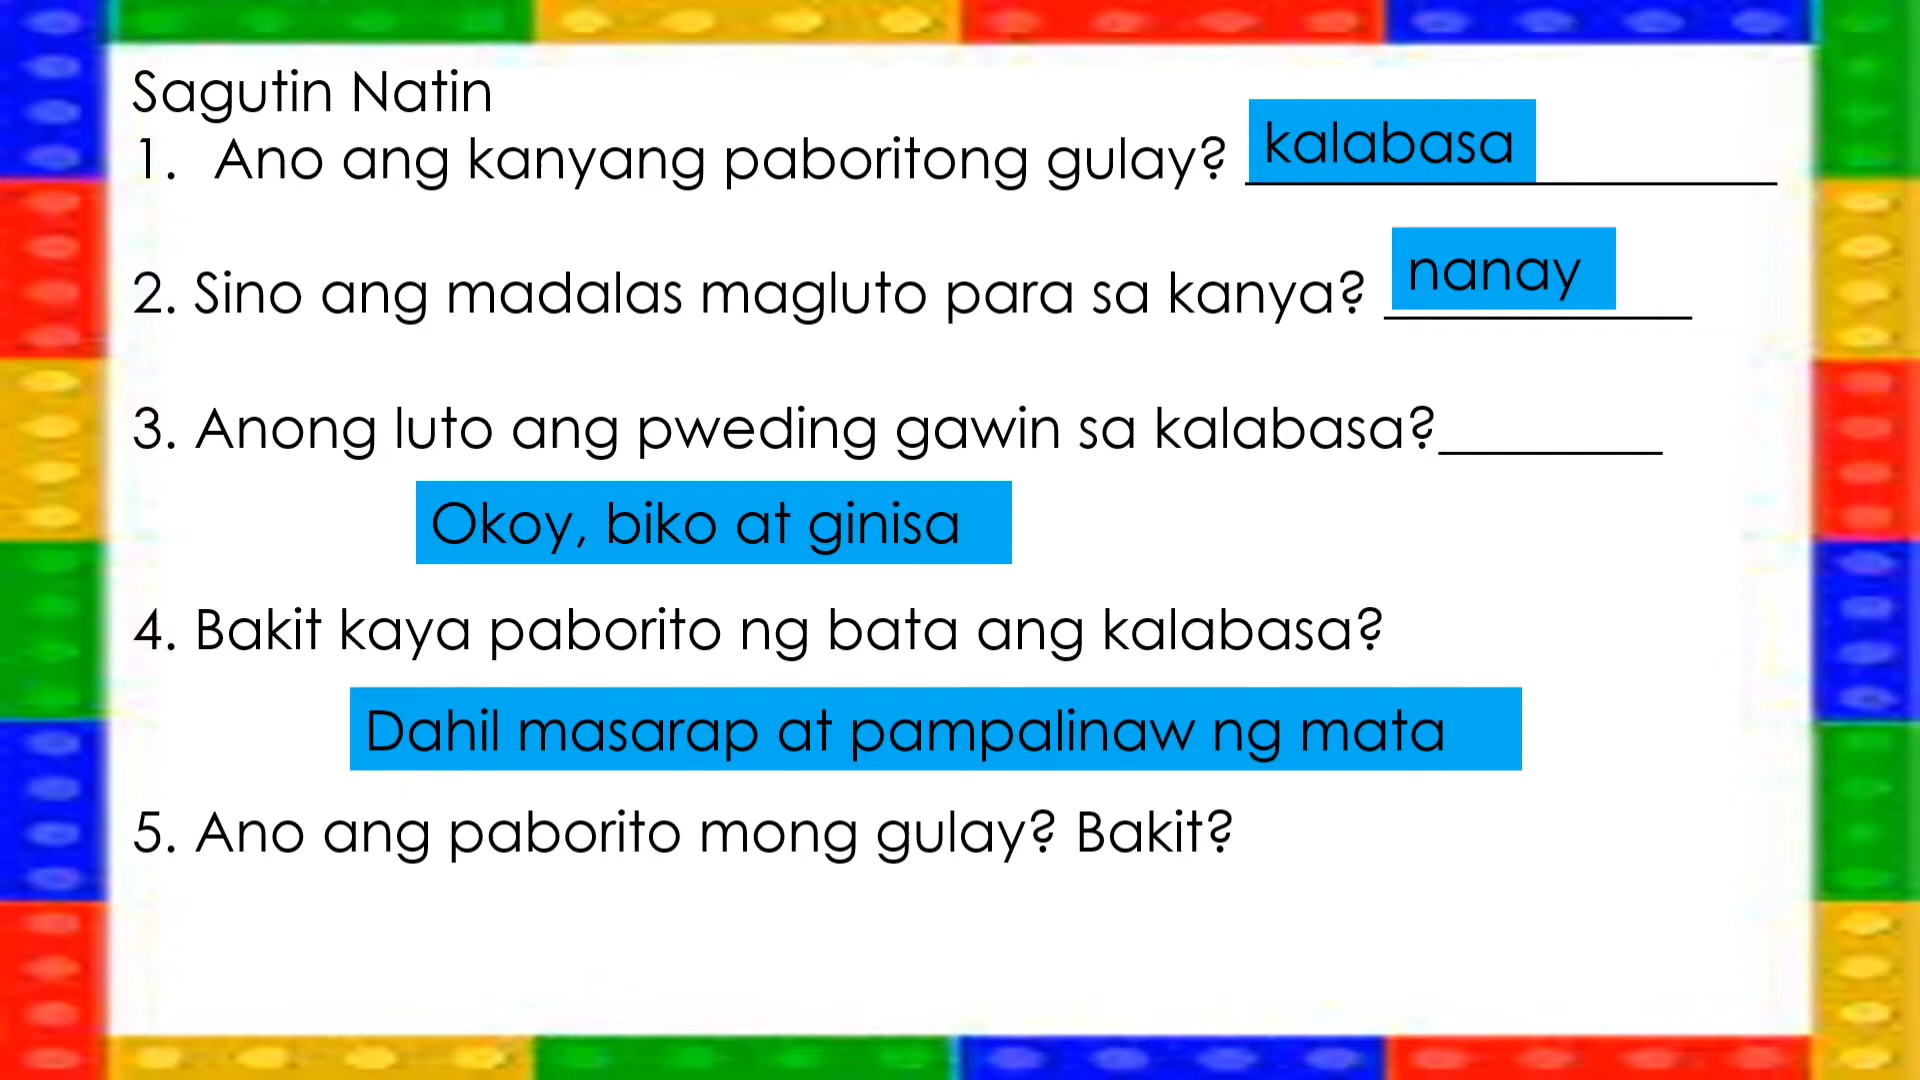 Sagutin Natin
1. Ano ang kanyang paboritong gulay? kalabasa
2. Sino ang madalas magluto para sa kanya? nanay
3. Anong luto ang pweding gawin sa kalabasa?________
Okoy, biko at ginisa
4. Bakit kaya paborito ng bata ang kalabasa?
Dahil masarap at pampalinaw ng mata
5. Ano ang paborito mong gulay? Bakit?